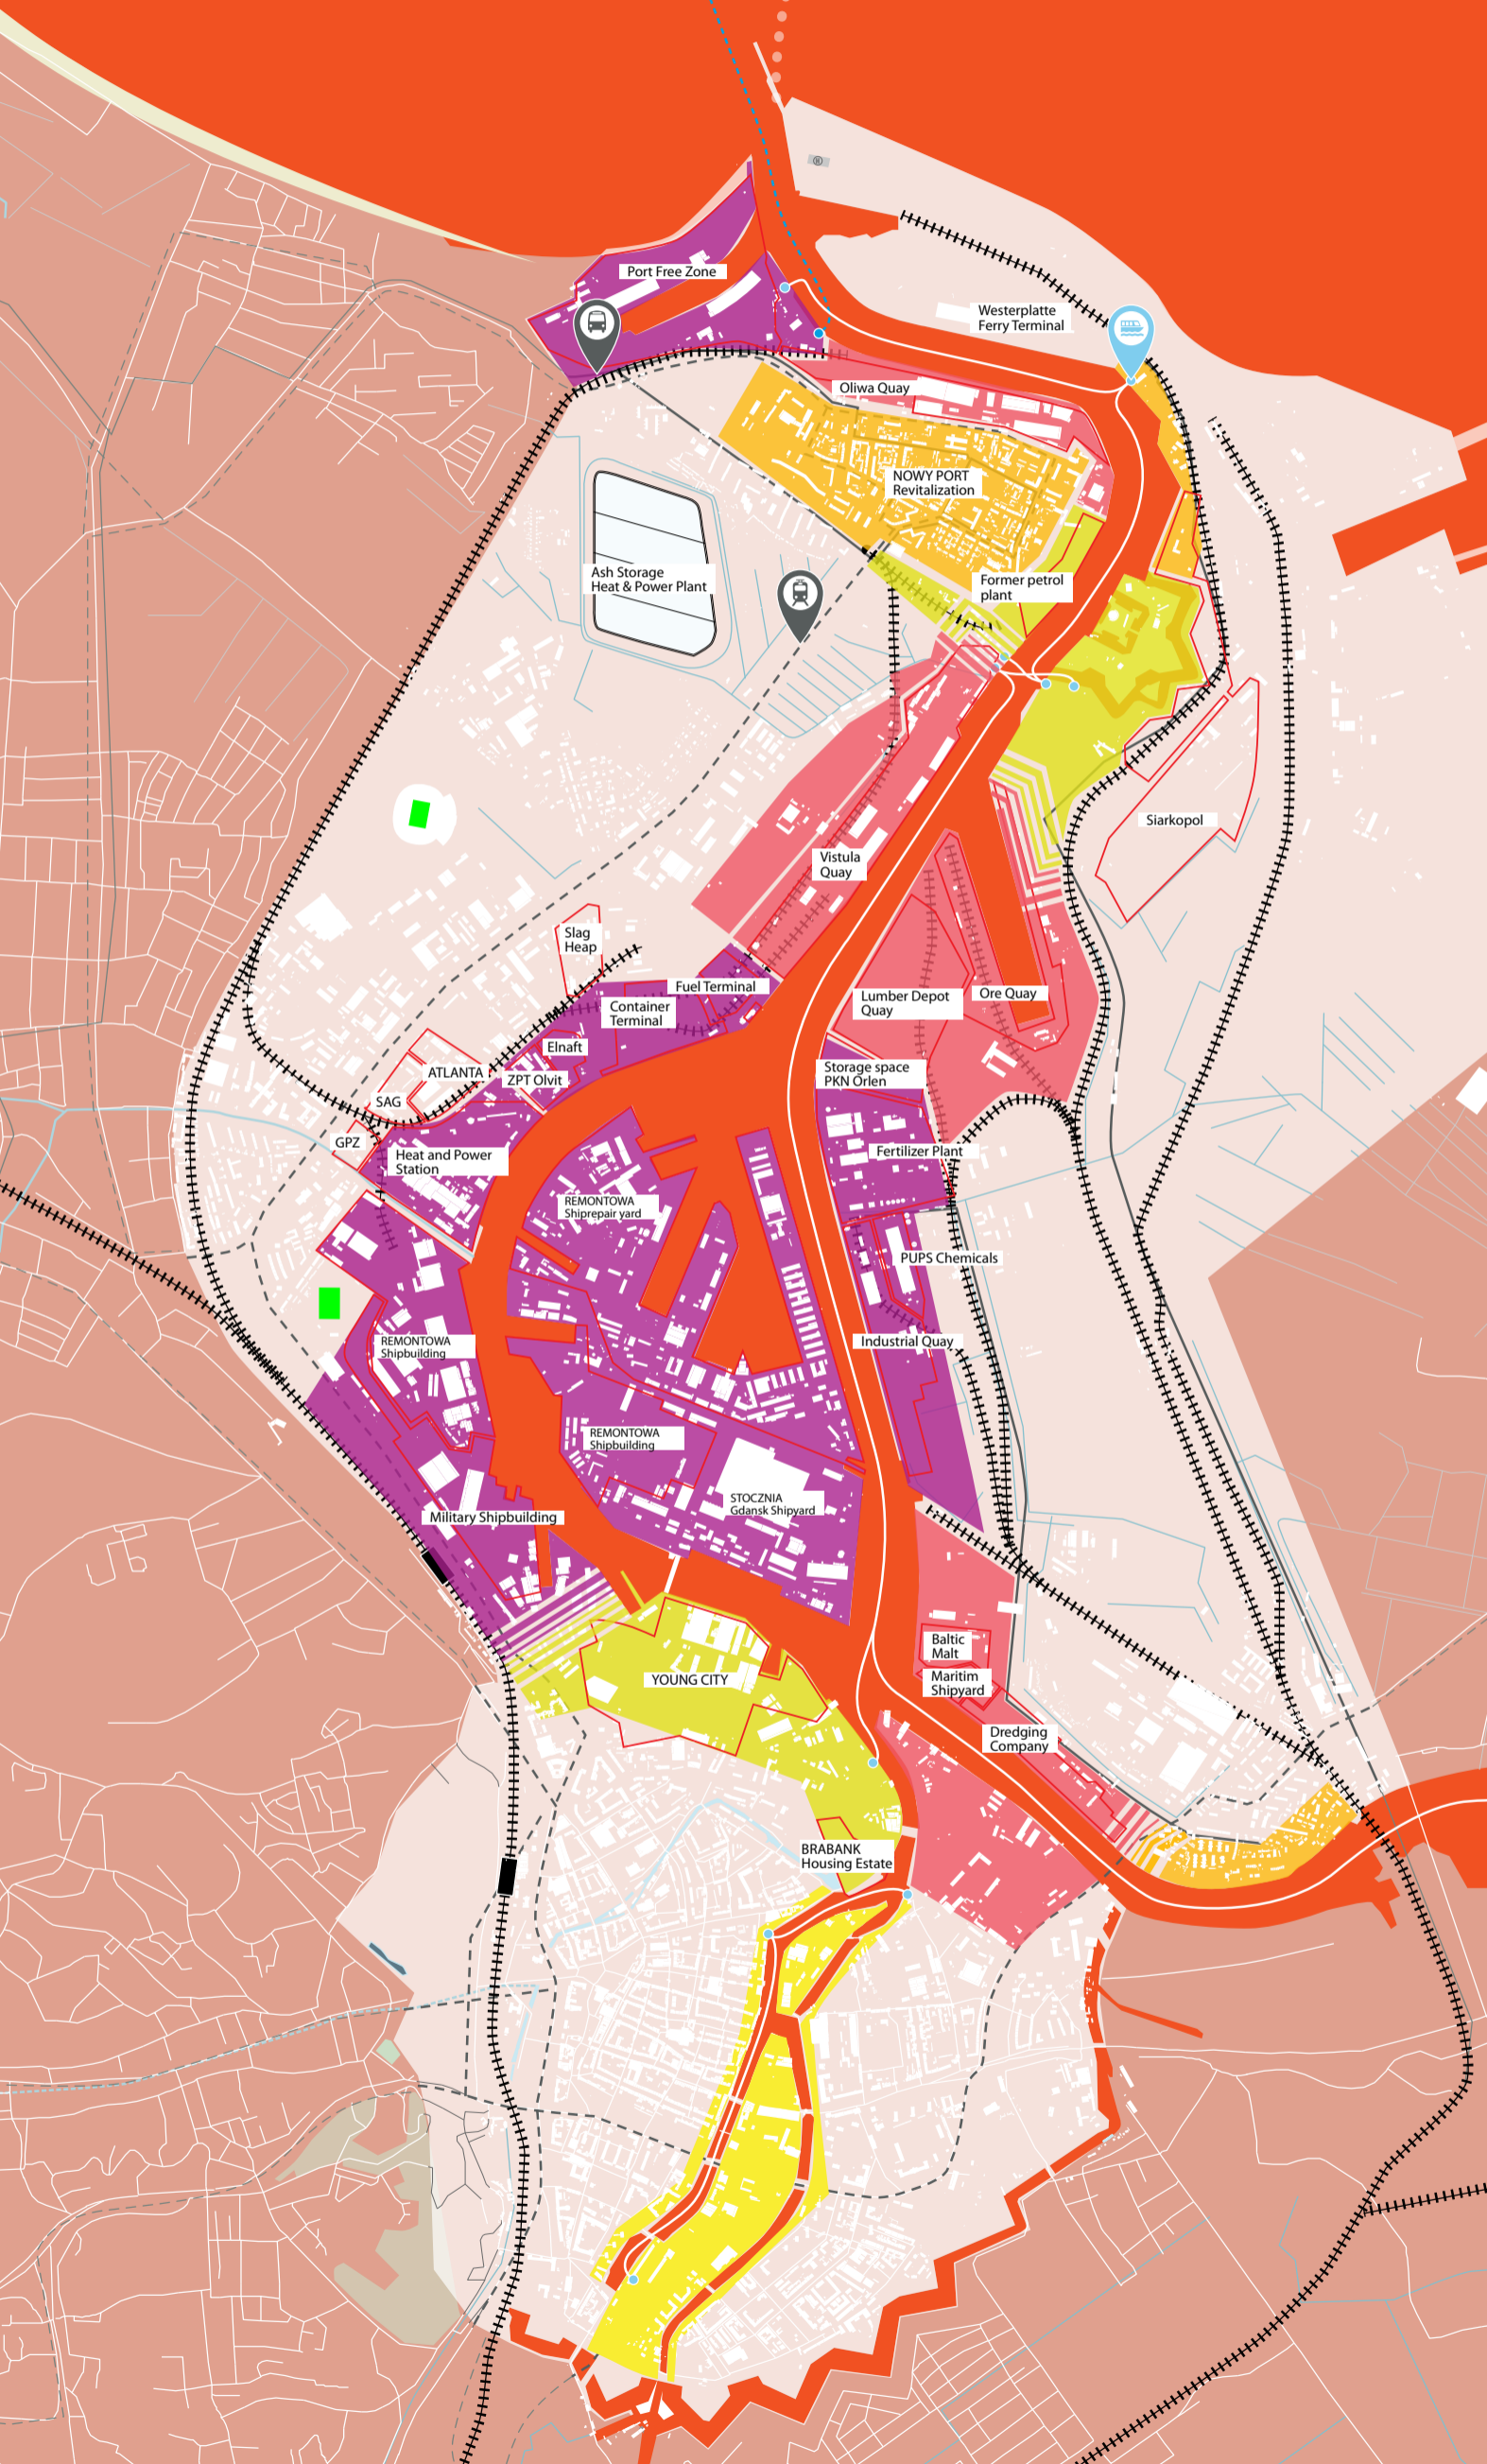 ®
Port Free Zone
Westerplatte
Ferry Terminal
Oliwa Quay
NOWY PORT
Revitalization
Ash Storage
Heat & Power Plant
Former petrol
plant
Siarkopol
Vistula
Quay
Slag
Heap
Fuel Terminal
Container
Terminal
Lumber Depot
Quay
Ore Quay
Elnaft
ATLANTA
ZPT Olvit
Storage space
PKN Orlen
SAG
GPZ
Heat and Power
Station
Fertilizer Plant
REMONTOWA
Shiprepair yard
PUPS Chemicals
REMONTOWA
Shipbuilding
Industrial Quay
REMONTOWA
Shipbuilding
STOCZNIA
Gdansk Shipyard
Military Shipbuilding
Baltic
Malt
Maritim
Shipyard
YOUNG CITY
Dredging
Company
BRABANK
Housing Estate